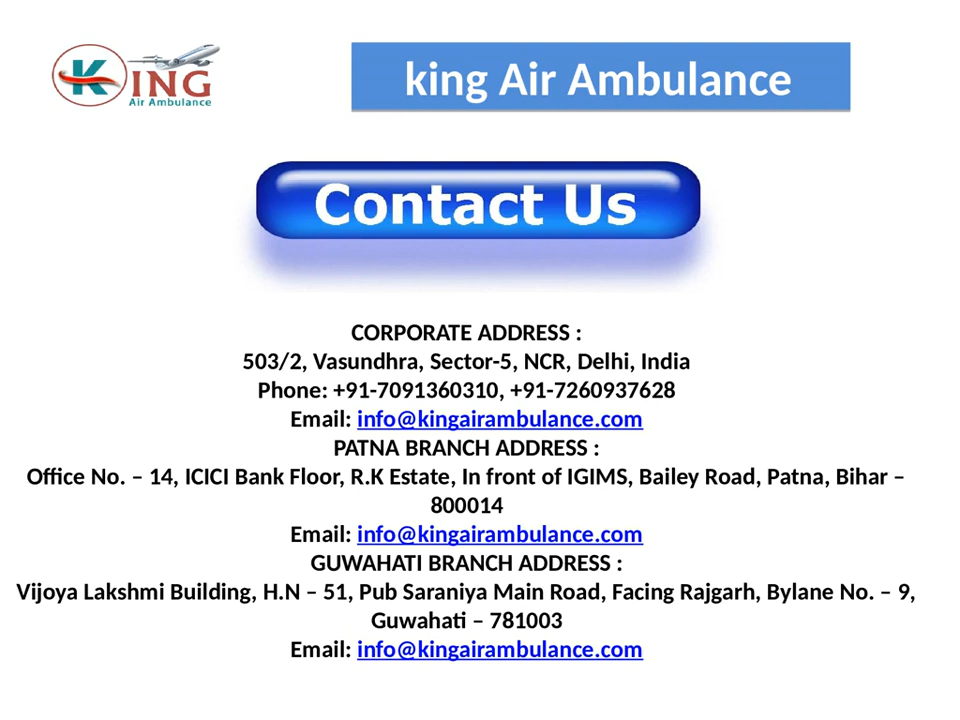 KING
Air Ambulance
king Air Ambulance
Contact Us
CORPORATE ADDRESS :
503/2, Vasundhra, Sector-5, NCR, Delhi, India
Phone: +91-7091360310, +91-7260937628
Email: info@kingairambulance.com
PATNA BRANCH ADDRESS :
Office No. – 14, ICICI Bank Floor, R.K Estate, In front of IGIMS, Bailey Road, Patna, Bihar –
800014
Email: info@kingairambulance.com
GUWAHATI BRANCH ADDRESS :
Vijoya Lakshmi Building, H.N – 51, Pub Saraniya Main Road, Facing Rajgarh, Bylane No. – 9,
Guwahati – 781003
Email: info@kingairambulance.com